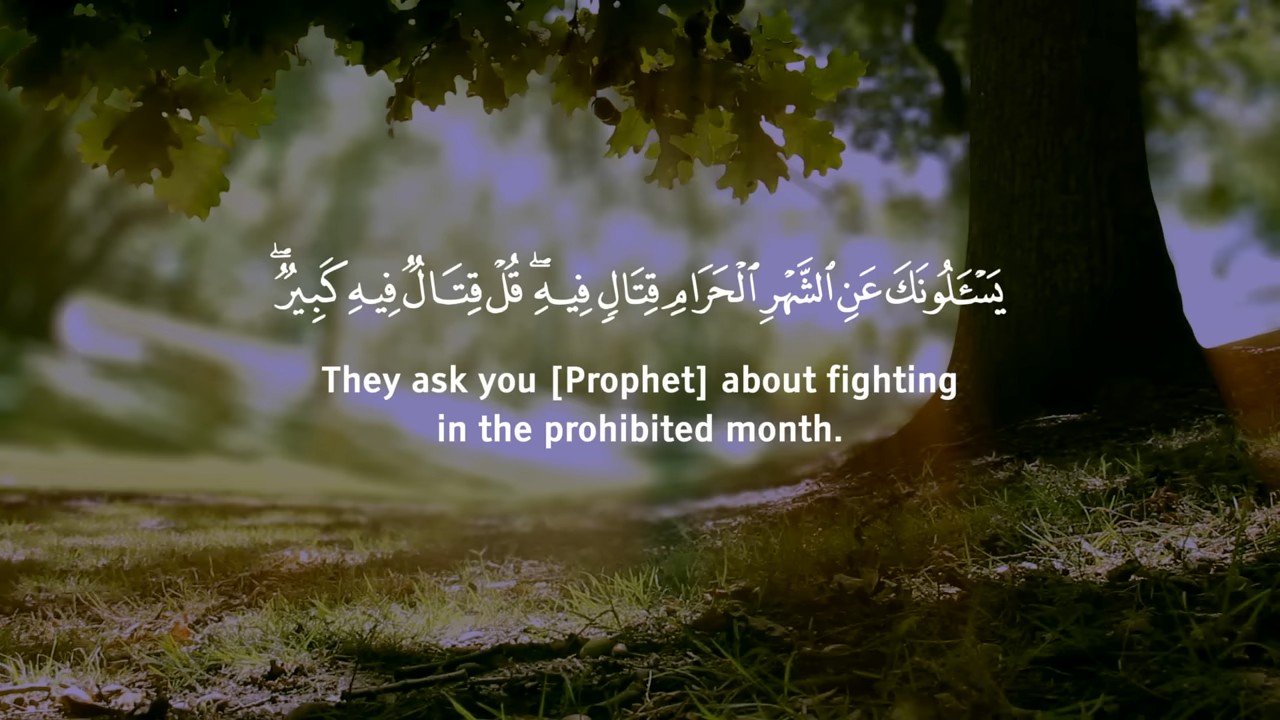 يَسْـَٔلُونَكَ عَنِ ٱلشَّهْرِ ٱلْحَرَامِ قِتَالٍ فِيهِۖ قُلْ قِتَالٌ فِيهِ كَبِيرٌۖ
They ask you [Prophet] about fighting
in the prohibited month.